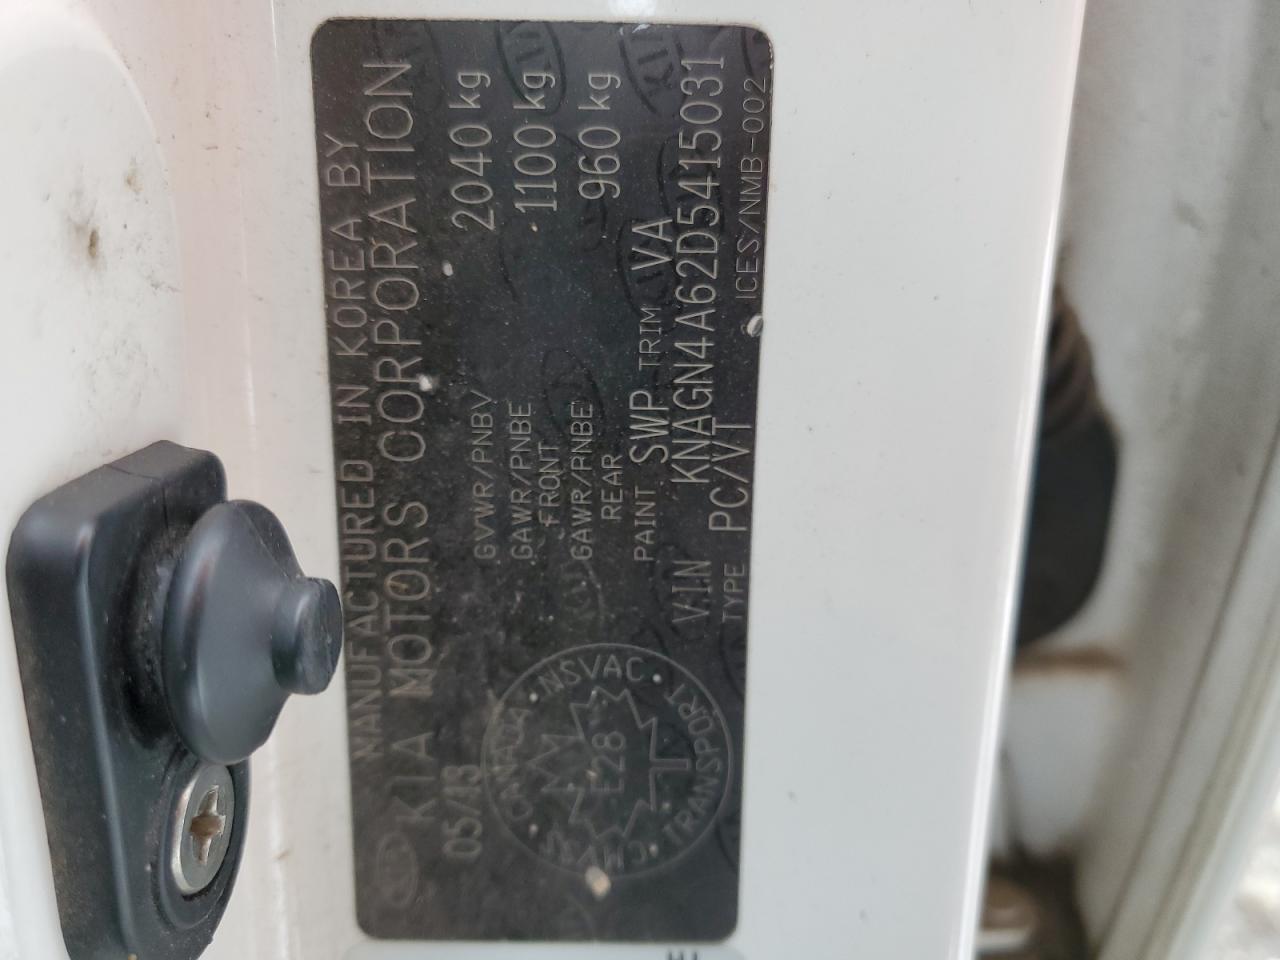 MANUFACTURED IN KOREA BY
KIA MOTORS CORPORATION
05/13
GVWR/PNBV 2040 kg
GAWR/PNBE FRONT 1100 kg
GAWR/PNBE REAR 960 kg
PAINT SWP TRIM VA
V.I.N KNAGN4A62D5415031
TYPE PC/VT
ICES/NMB-002
CANADA · NSVAC · TRANSPORT · CMVSS
E28
T